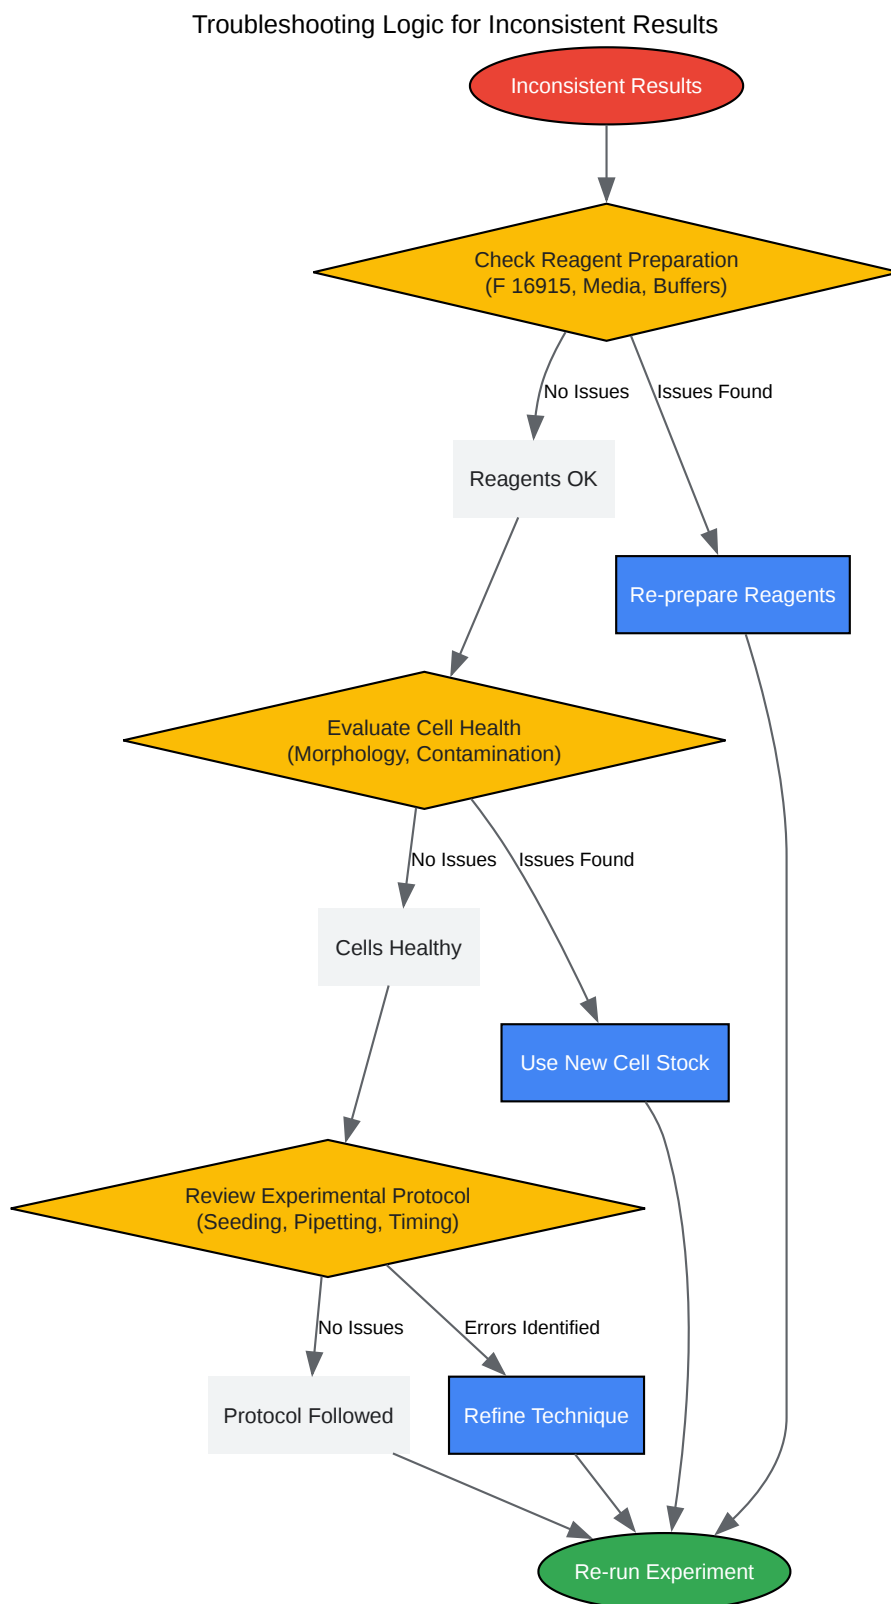 Troubleshooting Logic for Inconsistent Results
Inconsistent Results
Check Reagent Preparation
(F 16915, Media, Buffers)
No Issues
Issues Found
Reagents OK
Re-prepare Reagents
Evaluate Cell Health
(Morphology, Contamination)
No Issues
Issues Found
Cells Healthy
Use New Cell Stock
Review Experimental Protocol
(Seeding, Pipetting, Timing)
No Issues
Errors Identified
Protocol Followed
Refine Technique
Re-run Experiment